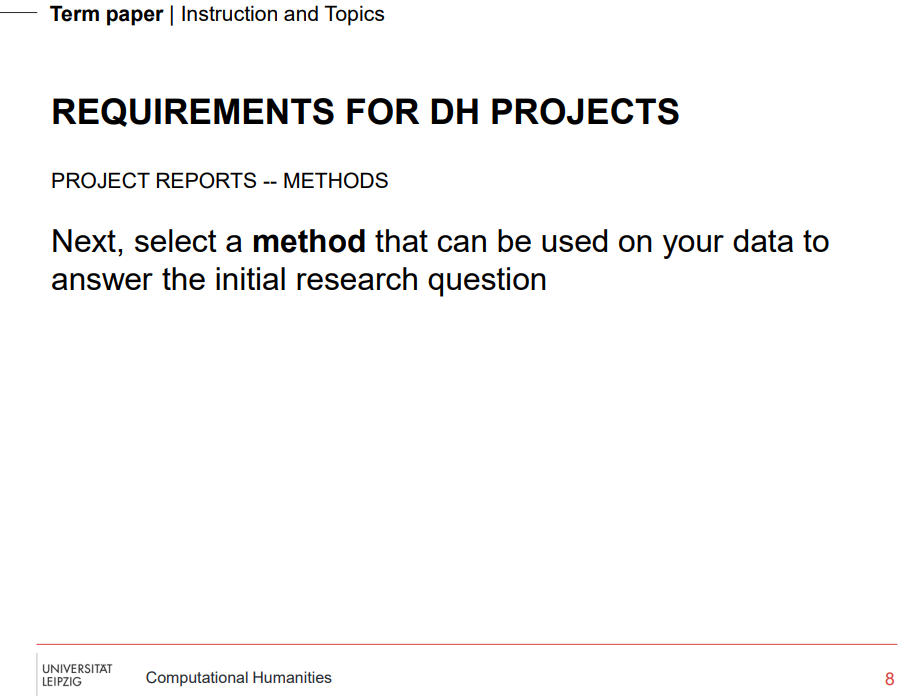 Term paper | Instruction and Topics
REQUIREMENTS FOR DH PROJECTS
PROJECT REPORTS -- METHODS
Next, select a method that can be used on your data to
answer the initial research question
UNIVERSITÄT
LEIPZIG
Computational Humanities
8